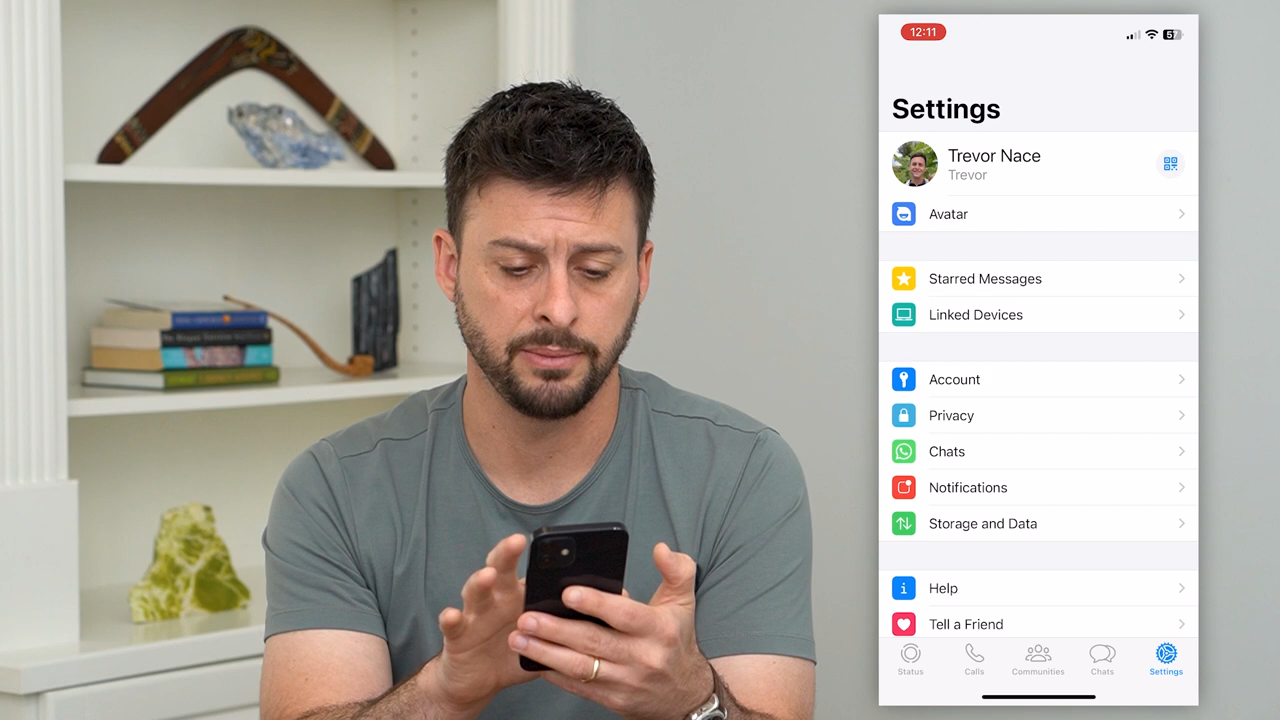 12:11
57
Settings
Trevor Nace
Trevor
Avatar
Starred Messages
Linked Devices
Account
Privacy
Chats
Notifications
Storage and Data
Help
Tell a Friend
Status
Calls
Communities
Chats
Settings